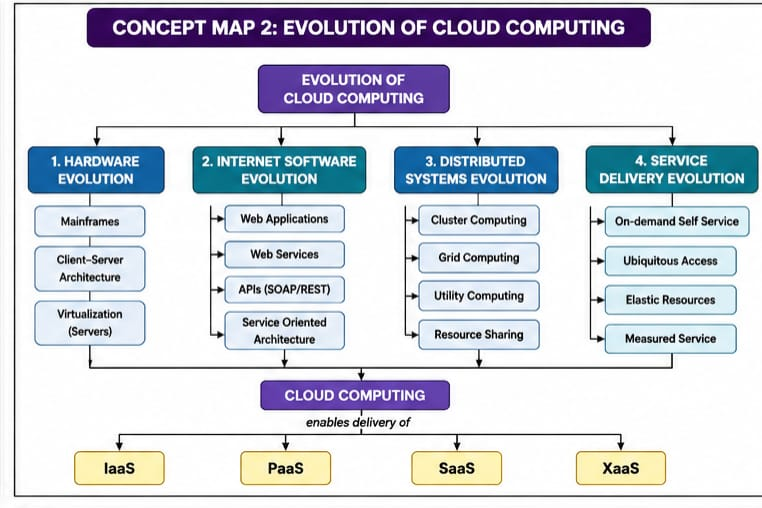 CONCEPT MAP 2: EVOLUTION OF CLOUD COMPUTING
EVOLUTION OF
CLOUD COMPUTING
1. HARDWARE
EVOLUTION
Mainframes
Client–Server
Architecture
Virtualization
(Servers)
2. INTERNET SOFTWARE
EVOLUTION
Web Applications
Web Services
APIs (SOAP/REST)
Service Oriented
Architecture
3. DISTRIBUTED
SYSTEMS EVOLUTION
Cluster Computing
Grid Computing
Utility Computing
Resource Sharing
4. SERVICE
DELIVERY EVOLUTION
On-demand Self Service
Ubiquitous Access
Elastic Resources
Measured Service
CLOUD COMPUTING
enables delivery of
IaaS
PaaS
SaaS
XaaS